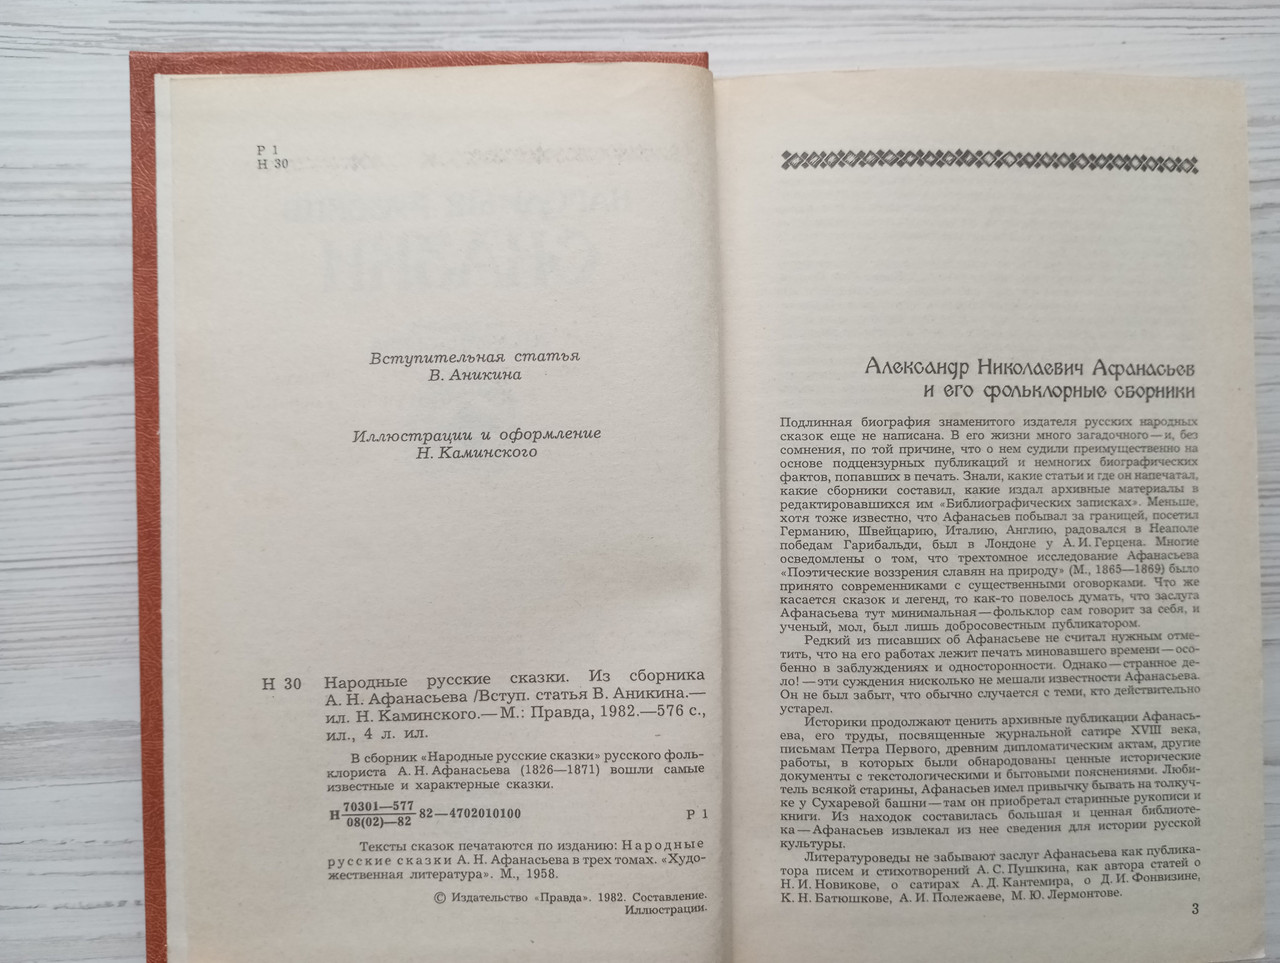 Р 1
Н 30
Вступительная статья
В. Аникина
Иллюстрации и оформление
Н. Каминского
Н 30 Народные русские сказки. Из сборника
А. Н. Афанасьева /Вступ. статья В. Аникина.—
ил. Н. Каминского.— М.: Правда, 1982.—576 с.,
ил., 4 л. ил.
В сборник «Народные русские сказки» русского фоль-
клориста А. Н. Афанасьева (1826—1871) вошли самые
известные и характерные сказки.
Н 70301—577
08(02)—82 82—4702010100 Р 1
Тексты сказок печатаются по изданию: Народные
русские сказки А. Н. Афанасьева в трех томах. «Худо-
жественная литература». М., 1958.
© Издательство «Правда». 1982. Составление.
Иллюстрации.
Александр Николаевич Афанасьев
и его фольклорные сборники
Подлинная биография знаменитого издателя русских народных
сказок еще не написана. В его жизни много загадочного—и, без
сомнения, по той причине, что о нем судили преимущественно на
основе подцензурных публикаций и немногих биографических
фактов, попавших в печать. Знали, какие статьи и где он напечатал,
какие сборники составил, какие издал архивные материалы в
редактировавшихся им «Библиографических записках». Меньше,
хотя тоже известно, что Афанасьев побывал за границей, посетил
Германию, Швейцарию, Италию, Англию, радовался в Неаполе
победам Гарибальди, был в Лондоне у А. И. Герцена. Многие
осведомлены о том, что трехтомное исследование Афанасьева
«Поэтические воззрения славян на природу» (М., 1865—1869) было
принято современниками с существенными оговорками. Что же
касается сказок и легенд, то как-то повелось думать, что заслуга
Афанасьева тут минимальная—фольклор сам говорит за себя, и
ученый, мол, был лишь добросовестным публикатором.
Редкий из писавших об Афанасьеве не считал нужным отме-
тить, что на его работах лежит печать миновавшего времени—осо-
бенно в заблуждениях и односторонности. Однако—странное де-
ло!—эти суждения нисколько не мешали известности Афанасьева.
Он не был забыт, что обычно случается с теми, кто действительно
устарел.
Историки продолжают ценить архивные публикации Афанась-
ева, его труды, посвященные журнальной сатире XVIII века,
письмам Петра Первого, древним дипломатическим актам, другие
работы, в которых были обнародованы ценные исторические
документы с текстологическими и бытовыми пояснениями. Люби-
тель всякой старины, Афанасьев имел привычку бывать на толкуч-
ке у Сухаревой башни—там он приобретал старинные рукописи и
книги. Из находок составилась большая и ценная библиоте-
ка—Афанасьев извлекал из нее сведения для истории русской
культуры.
Литературоведы не забывают заслуг Афанасьева как публика-
тора писем и стихотворений А. С. Пушкина, как автора статей о
Н. И. Новикове, о сатирах А. Д. Кантемира, о Д. И. Фонвизине,
К. Н. Батюшкове, А. И. Полежаеве, М. Ю. Лермонтове.
3